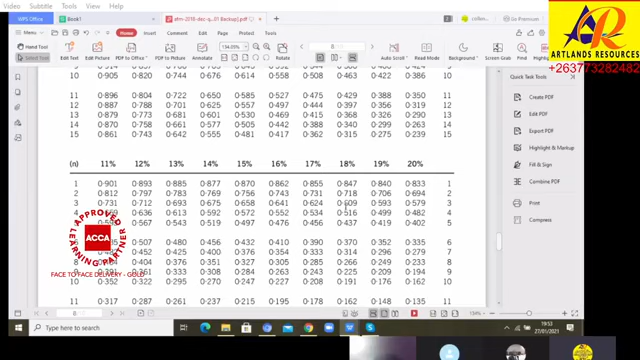 Media Tools Subtitle View Help
WPS Office
Book1
Home Insert
Hand Tool
Select Tool
Edit PDF
PDF to Text
134.05%
Rotate
8
Auto Scroll
Background
Screen Grab
Find
10 0·905 0·820 0·744 0·676 0·614 0·558 0·508 0·463 0·422 0·386 10
11 0·896 0·804 0·722 0·650 0·585 0·527 0·475 0·429 0·388 0·350 11
12 0·887 0·788 0·701 0·625 0·557 0·497 0·444 0·397 0·356 0·319 12
13 0·879 0·773 0·681 0·601 0·530 0·469 0·415 0·368 0·326 0·290 13
14 0·870 0·758 0·661 0·577 0·505 0·442 0·388 0·340 0·299 0·263 14
15 0·861 0·743 0·642 0·555 0·481 0·417 0·362 0·315 0·275 0·239 15
(n) 11% 12% 13% 14% 15% 16% 17% 18% 19% 20%
1 0·901 0·893 0·885 0·877 0·870 0·862 0·855 0·847 0·840 0·833 1
2 0·812 0·797 0·783 0·769 0·756 0·743 0·731 0·718 0·706 0·694 2
3 0·731 0·712 0·693 0·675 0·658 0·641 0·624 0·609 0·593 0·579 3
4 0·636 0·613 0·592 0·572 0·552 0·534 0·516 0·499 0·482 4
0·567 0·543 0·519 0·497 0·476 0·456 0·437 0·419 0·402 5
0·507 0·480 0·456 0·432 0·410 0·390 0·370 0·352 0·335 6
0·452 0·425 0·400 0·376 0·354 0·333 0·314 0·296 0·279 7
0·404 0·376 0·351 0·327 0·305 0·285 0·266 0·249 0·233 8
0·361 0·333 0·308 0·284 0·263 0·243 0·225 0·209 0·194 9
10 0·352 0·322 0·295 0·270 0·247 0·227 0·208 0·191 0·176 0·162 10
11 0·317 0·287 0·261 0·237 0·215 0·195 0·178 0·162 0·148 0·135 11
Quick Task Tools
Create PDF
Edit PDF
Export PDF
Highlight & Markup
Fill & Sign
Combine PDF
Print
Compress
APPROVED
LEARNING PARTNER
ACCA
FACE TO FACE DELIVERY - GOLD
ARTLANDS RESOURCES
+263773282482
Type here to search
19:53
27/01/2021